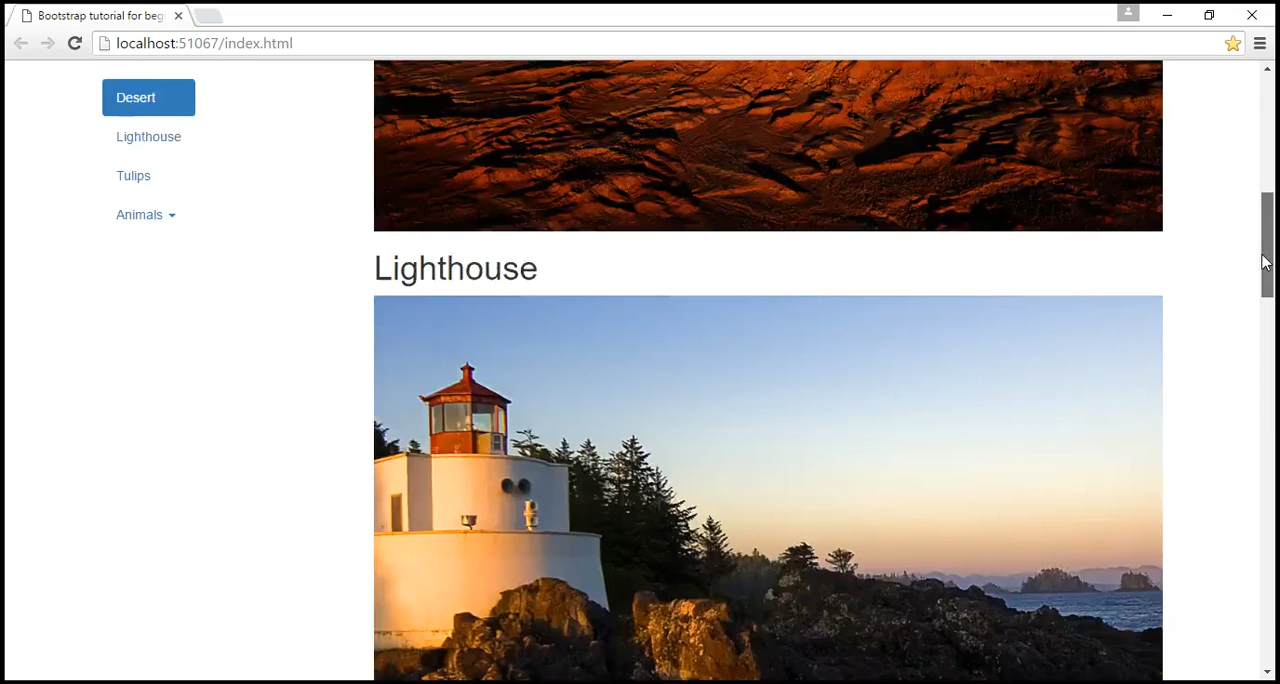 Bootstrap tutorial for beg
localhost:51067/index.html
Desert
Lighthouse
Tulips
Animals
Lighthouse